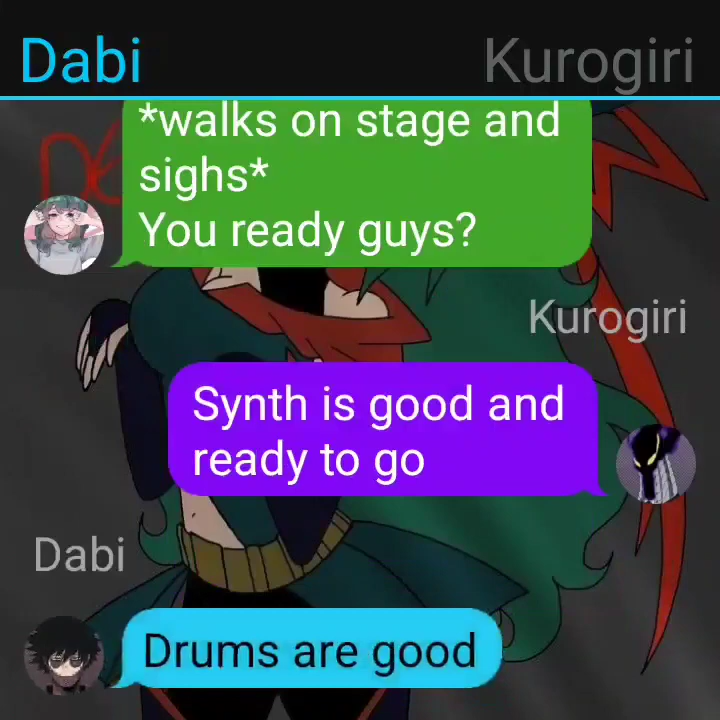 Dabi
Kurogiri
*walks on stage and
sighs*
You ready guys?
Kurogiri
Synth is good and
ready to go
Dabi
Drums are good